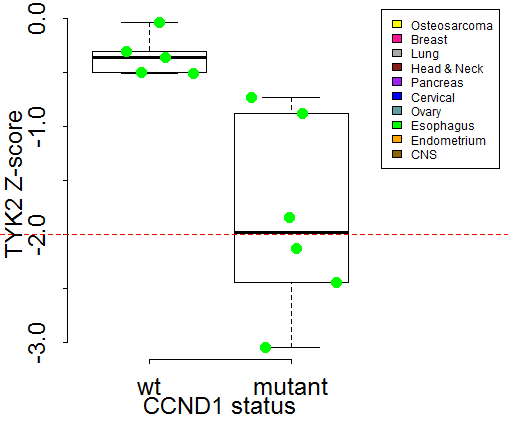 TYK2 Z-score
0.0
-1.0
-2.0
-3.0
wt
mutant
CCND1 status
Osteosarcoma
Breast
Lung
Head & Neck
Pancreas
Cervical
Ovary
Esophagus
Endometrium
CNS